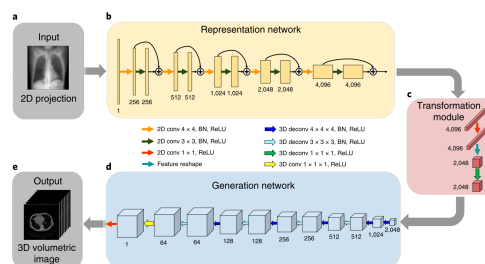 a
Input
2D projection
b
Representation network
1
256 256
512 512
1,024 1,024
2,048 2,048
4,096 4,096
2D conv 4 × 4, BN, ReLU
2D conv 3 × 3, BN, ReLU
2D conv 1 × 1, ReLU
Feature reshape
3D deconv 4 × 4 × 4, BN, ReLU
3D deconv 3 × 3 × 3, BN, ReLU
3D deconv 1 × 1 × 1, ReLU
3D conv 1 × 1 × 1, ReLU
c
Transformation
module
4,096
4,096
2,048
2,048
e
Output
3D volumetric
image
d
Generation network
1
64
64
128
128
256
256
512
512
1,024
2,048